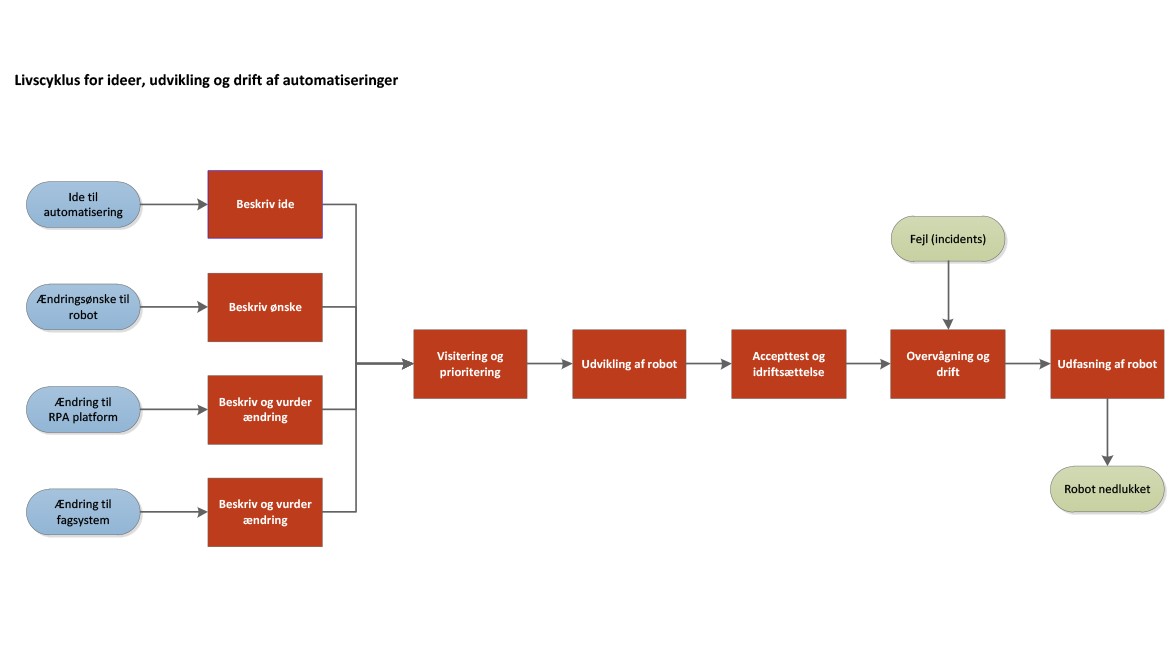 Livscyklus for ideer, udvikling og drift af automatiseringer
Ide til
automatisering
Beskriv ide
Ændringsønske til
robot
Beskriv ønske
Ændring til
RPA platform
Beskriv og vurder
ændring
Ændring til
fagsystem
Beskriv og vurder
ændring
Visitering og
prioritering
Udvikling af robot
Accepttest og
idriftsættelse
Fejl (incidents)
Overvågning og
drift
Udfasning af robot
Robot nedlukket